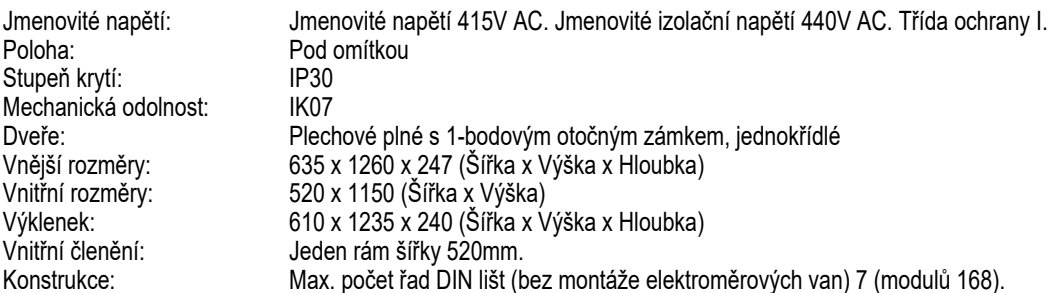 Jmenovité napětí: Jmenovité napětí 415V AC. Jmenovité izolační napětí 440V AC. Třída ochrany I.
Poloha: Pod omítkou
Stupeň krytí: IP30
Mechanická odolnost: IK07
Dveře: Plechové plné s 1-bodovým otočným zámkem, jednokřídlé
Vnější rozměry: 635 x 1260 x 247 (Šířka x Výška x Hloubka)
Vnitřní rozměry: 520 x 1150 (Šířka x Výška)
Výklenek: 610 x 1235 x 240 (Šířka x Výška x Hloubka)
Vnitřní členění: Jeden rám šířky 520mm.
Konstrukce: Max. počet řad DIN lišt (bez montáže elektroměrových van) 7 (modulů 168).